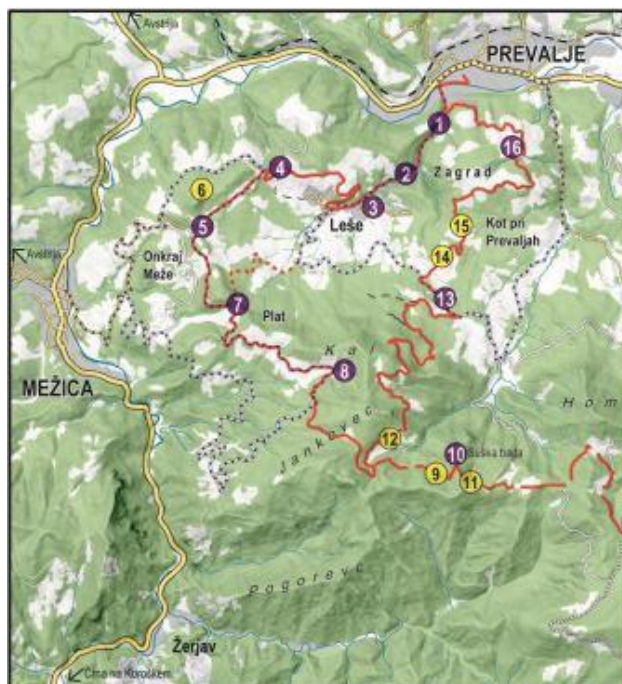 Avstrija
PREVALJE
1
16
4
2
Zagrad
6
3
5
Leše
15
Kot pri
Prevaljah
Onkraj
Meže
14
Avstrija
7
13
Plat
Kal
8
MEŽICA
Hom
Jankovec
12
10
9
11
Pogorevc
Žerjav
Črna na Koroškem